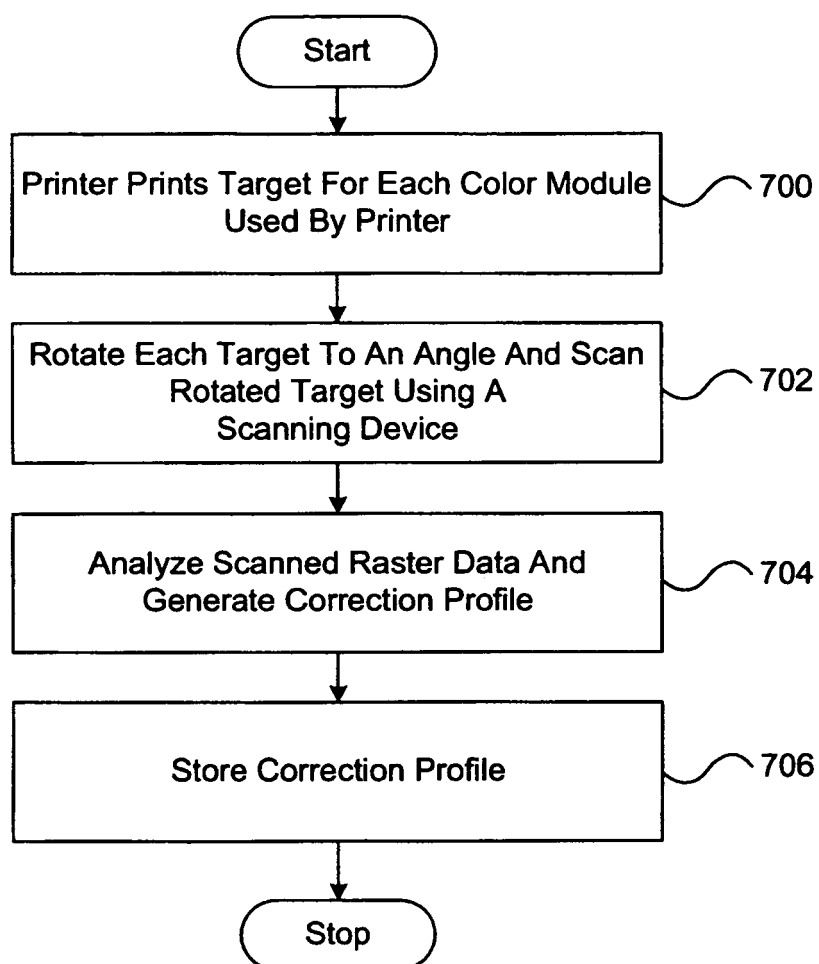 Start
Printer Prints Target For Each Color Module
Used By Printer
700
Rotate Each Target To An Angle And Scan
Rotated Target Using A
Scanning Device
702
Analyze Scanned Raster Data And
Generate Correction Profile
704
Store Correction Profile
706
Stop